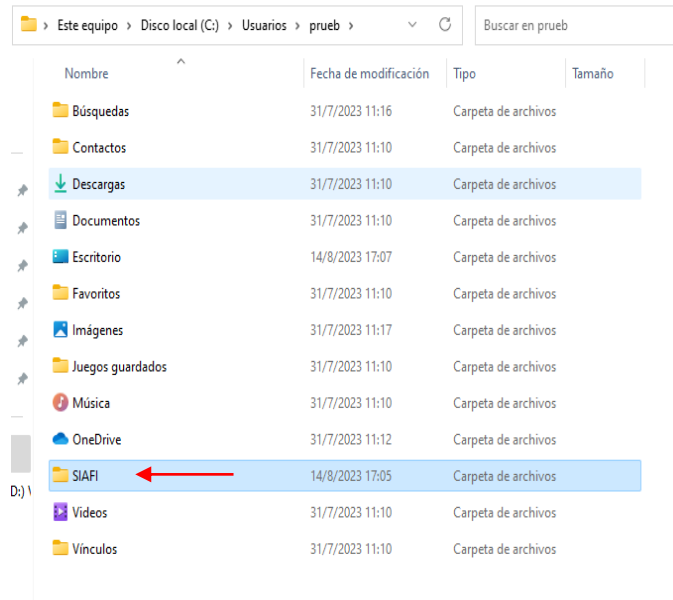 Este equipo > Disco local (C:) > Usuarios > prueb > Buscar en prueb
Nombre Fecha de modificación Tipo Tamaño
Búsquedas 31/7/2023 11:16 Carpeta de archivos
Contactos 31/7/2023 11:10 Carpeta de archivos
Descargas 31/7/2023 11:10 Carpeta de archivos
Documentos 31/7/2023 11:10 Carpeta de archivos
Escritorio 14/8/2023 17:07 Carpeta de archivos
Favoritos 31/7/2023 11:10 Carpeta de archivos
Imágenes 31/7/2023 11:17 Carpeta de archivos
Juegos guardados 31/7/2023 11:10 Carpeta de archivos
Música 31/7/2023 11:10 Carpeta de archivos
OneDrive 31/7/2023 11:12 Carpeta de archivos
SIAFI 14/8/2023 17:05 Carpeta de archivos
D:) Videos 31/7/2023 11:10 Carpeta de archivos
Vínculos 31/7/2023 11:10 Carpeta de archivos